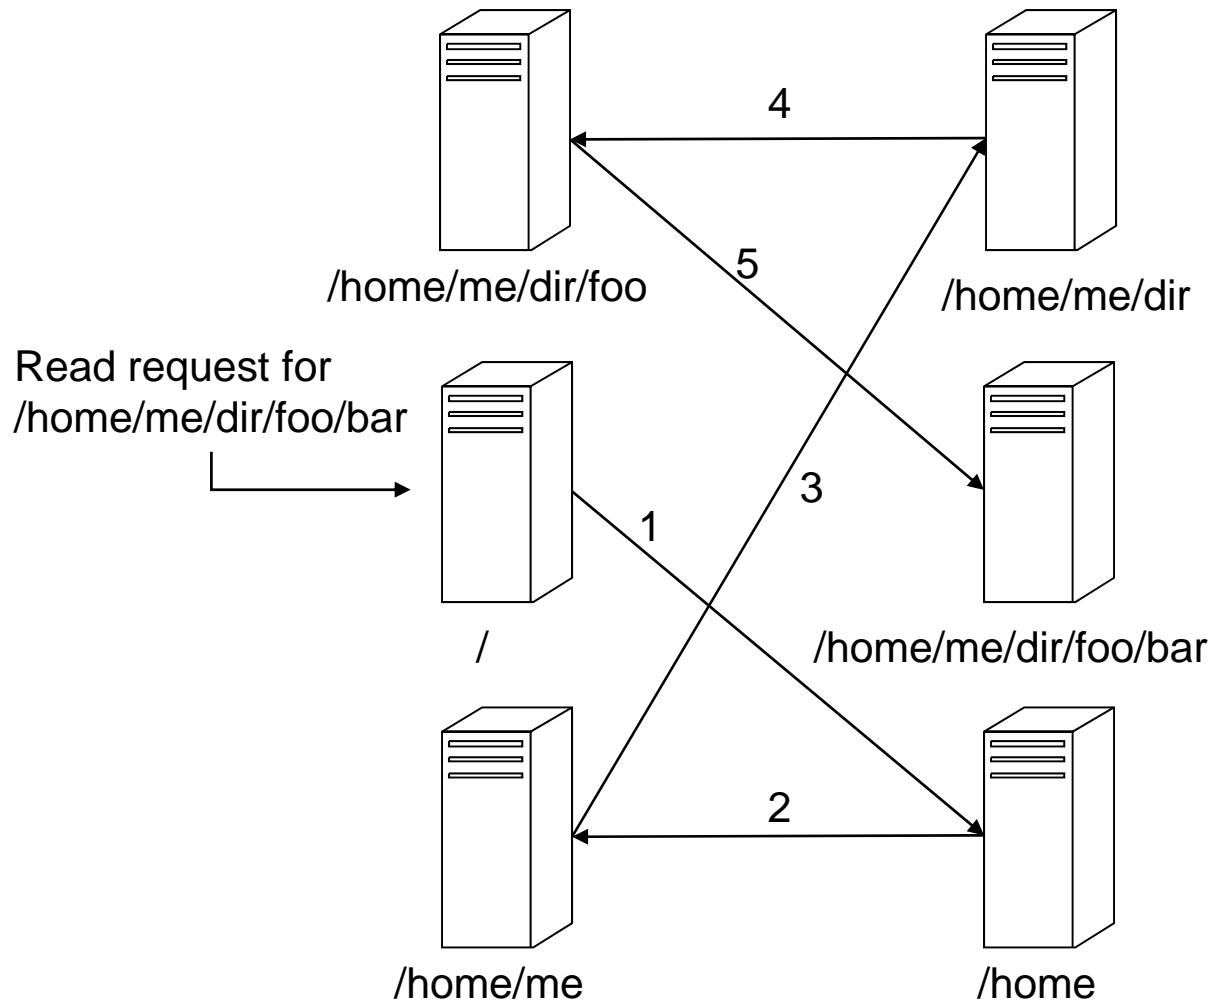 4
/home/me/dir/foo
5
/home/me/dir
Read request for
/home/me/dir/foo/bar
3
1
/
/home/me/dir/foo/bar
2
/home/me
/home